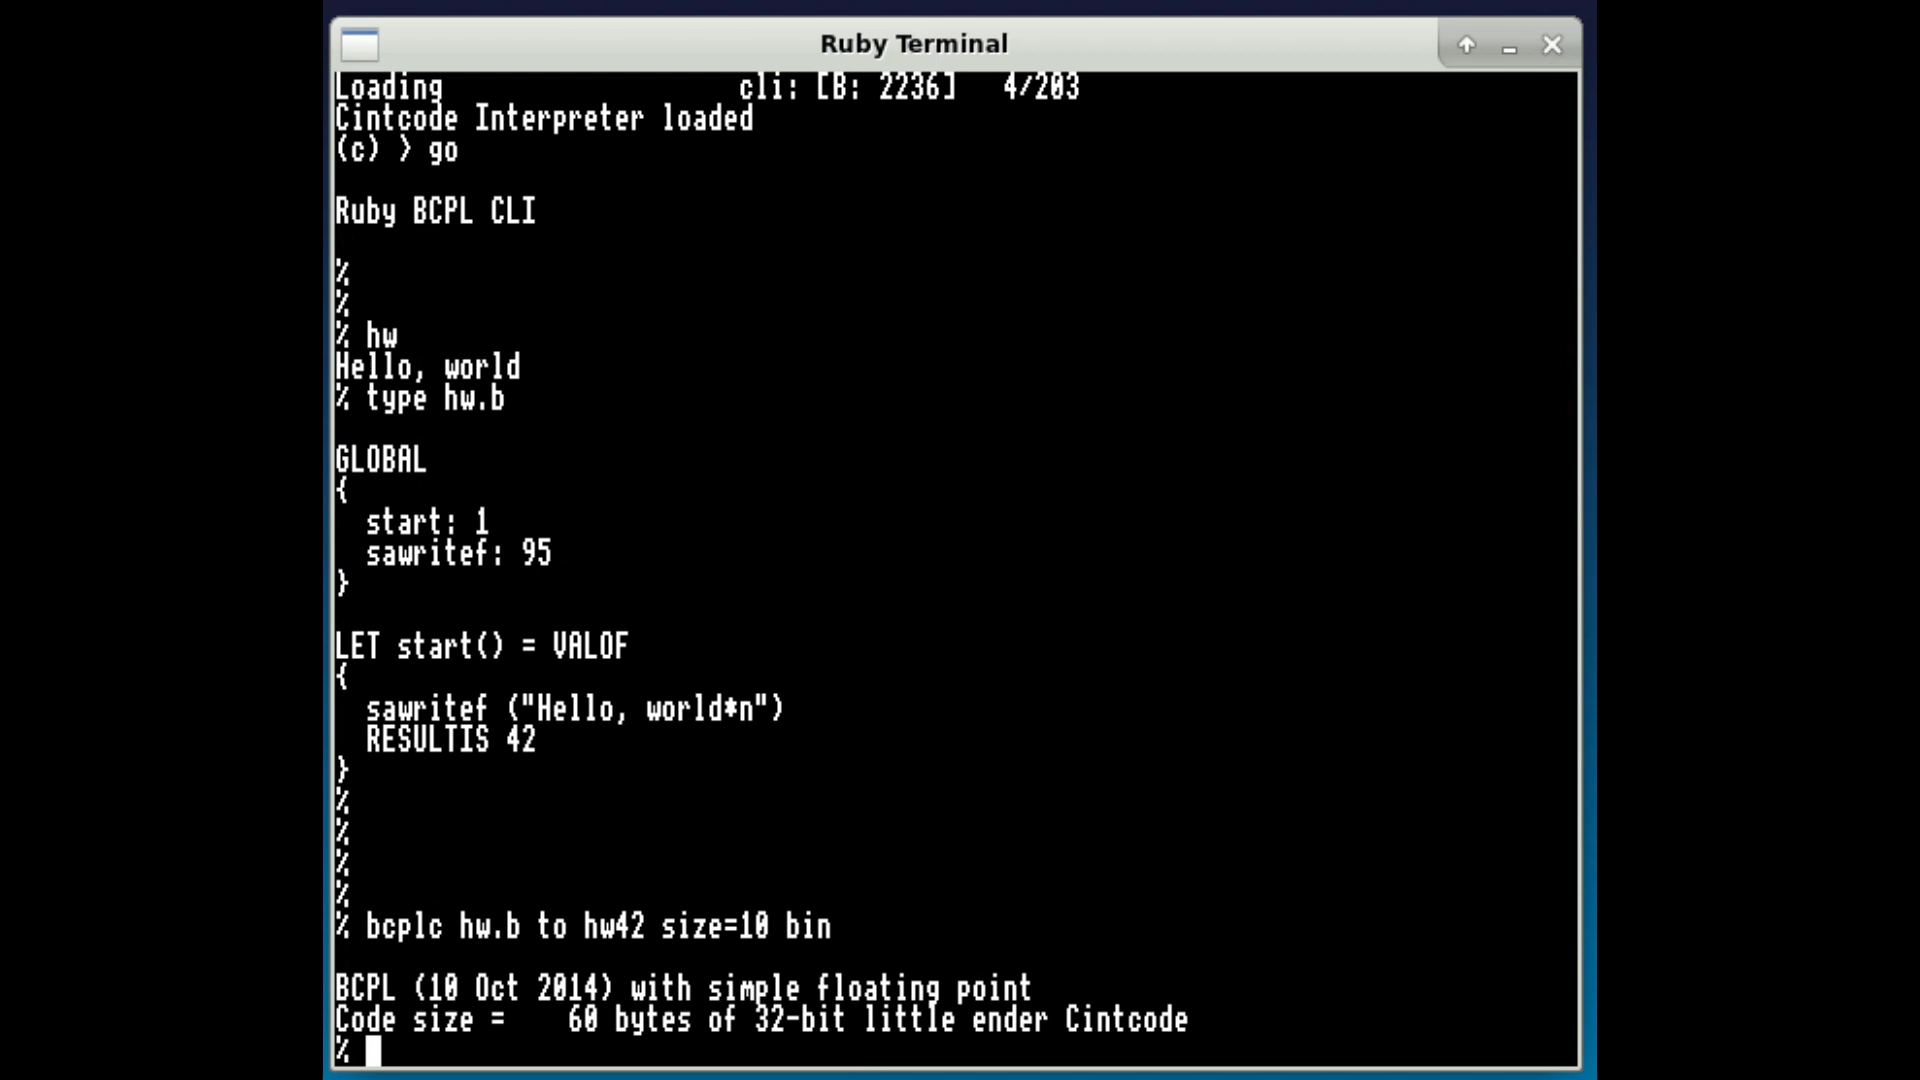 Ruby Terminal
Loading cli: [B: 2236] 4/203
Cintcode Interpreter loaded
(c) > go
Ruby BCPL CLI
%
%
% hw
Hello, world
% type hw.b
GLOBAL
{
start: 1
sawritef: 95
}
LET start() = VALOF
{
sawritef ("Hello, world*n")
RESULTIS 42
}
%
%
%
%
% bcplc hw.b to hw42 size=10 bin
BCPL (10 Oct 2014) with simple floating point
Code size = 60 bytes of 32-bit little ender Cintcode
%